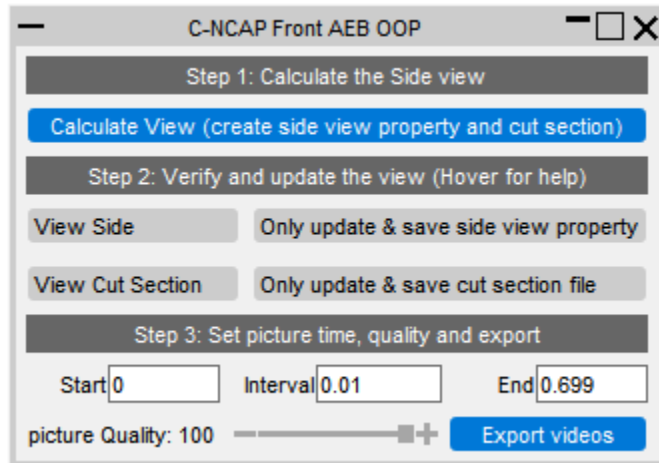 C-NCAP Front AEB OOP
Step 1: Calculate the Side view
Calculate View (create side view property and cut section)
Step 2: Verify and update the view (Hover for help)
View Side Only update & save side view property
View Cut Section Only update & save cut section file
Step 3: Set picture time, quality and export
Start 0 Interval 0.01 End 0.699
picture Quality: 100 Export videos